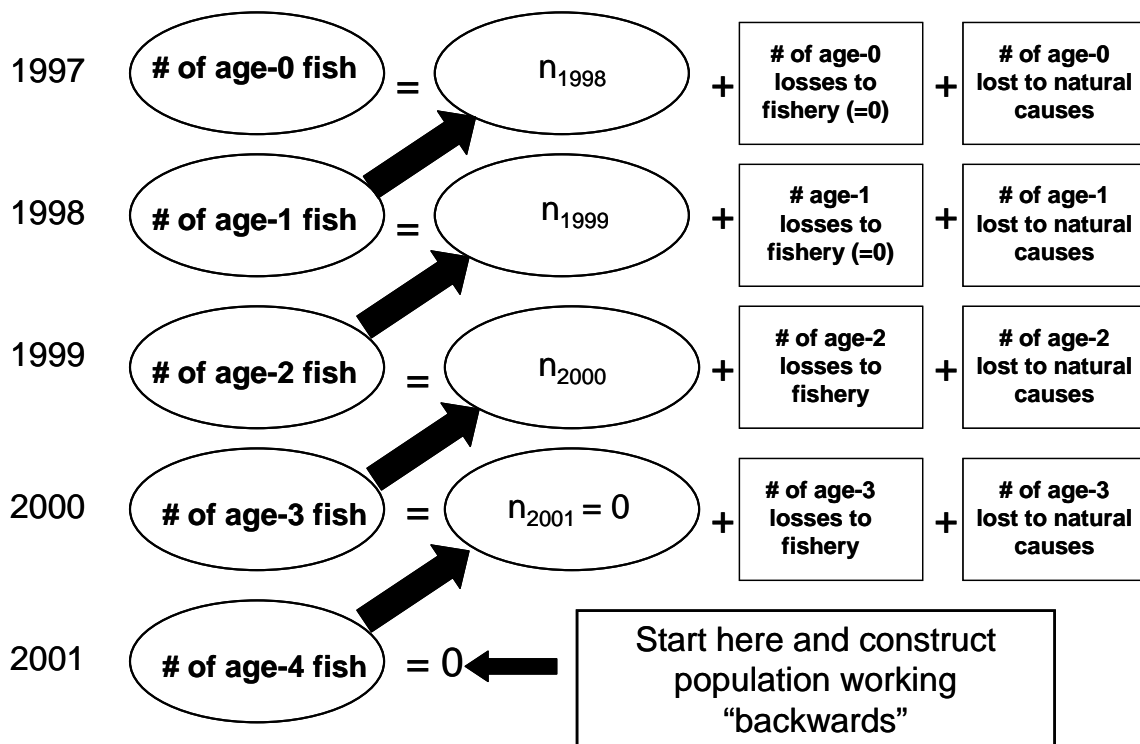 1997
# of age-0 fish
=
n1998
+
# of age-0
losses to
fishery (=0)
+
# of age-0
lost to natural
causes
1998
# of age-1 fish
=
n1999
+
# age-1
losses to
fishery (=0)
+
# of age-1
lost to natural
causes
1999
# of age-2 fish
=
n2000
+
# of age-2
losses to
fishery
+
# of age-2
lost to natural
causes
2000
# of age-3 fish
=
n2001 = 0
+
# of age-3
losses to
fishery
+
# of age-3
lost to natural
causes
2001
# of age-4 fish
= 0
Start here and construct
population working
“backwards”